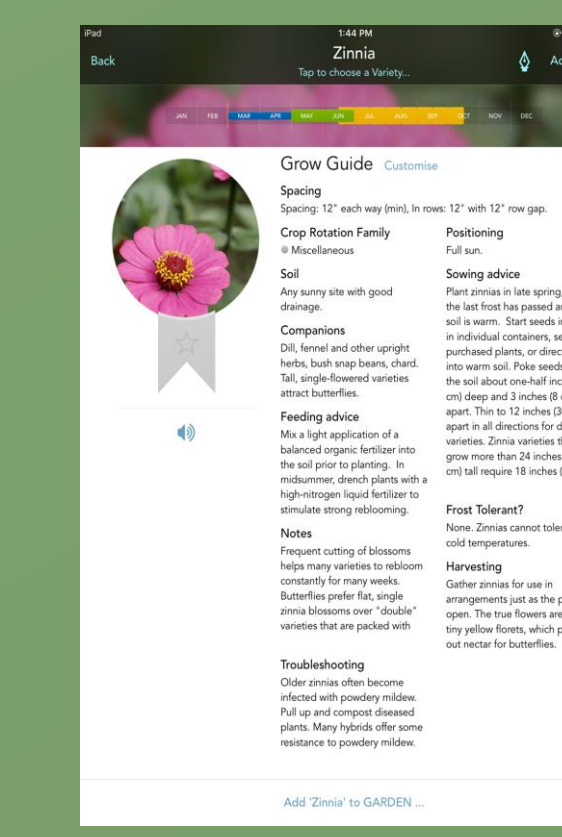 iPad
1:44 PM
Back
Zinnia
Tap to choose a Variety...
JAN FEB MAR APR MAY JUN JUL AUG SEP OCT NOV DEC
Grow Guide Customise
Spacing
Spacing: 12" each way (min), In rows: 12" with 12" row gap.
Crop Rotation Family
Miscellaneous
Soil
Any sunny site with good
drainage.
Companions
Dill, fennel and other upright
herbs, bush snap beans, chard.
Tall, single-flowered varieties
attract butterflies.
Feeding advice
Mix a light application of a
balanced organic fertilizer into
the soil prior to planting. In
midsummer, drench plants with a
high-nitrogen liquid fertilizer to
stimulate strong reblooming.
Notes
Frequent cutting of blossoms
helps many varieties to rebloom
constantly for many weeks.
Butterflies prefer flat, single
zinnia blossoms over "double"
varieties that are packed with
Troubleshooting
Older zinnias often become
infected with powdery mildew.
Pull up and compost diseased
plants. Many hybrids offer some
resistance to powdery mildew.
Positioning
Full sun.
Sowing advice
Plant zinnias in late spring,
the last frost has passed
soil is warm. Start seeds
in individual containers,
purchased plants, or
into warm soil. Poke
the soil about one-half
cm) deep and 3 inches (8
apart. Thin to 12 inches
apart in all directions for
varieties. Zinnia varieties
grow more than 24 inches
cm) tall require 18 inches
Frost Tolerant?
None. Zinnias cannot
cold temperatures.
Harvesting
Gather zinnias for use in
arrangements just as the
open. The true flowers are
tiny yellow florets, which
out nectar for butterflies.
Add 'Zinnia' to GARDEN ...